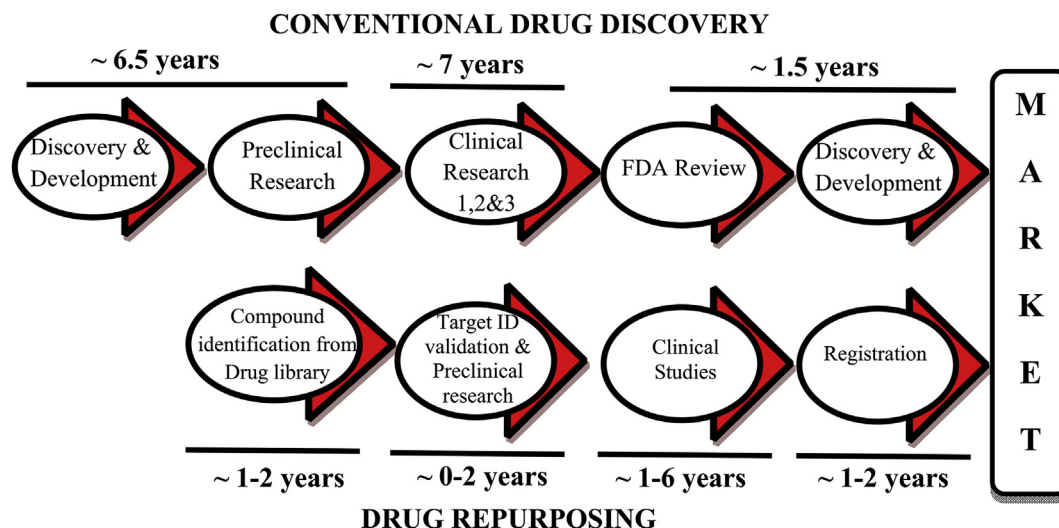 CONVENTIONAL DRUG DISCOVERY
~ 6.5 years
~ 7 years
~ 1.5 years
Discovery &
Development
Preclinical
Research
Clinical
Research
1,2&3
FDA Review
Discovery &
Development
Compound
identification from
Drug library
Target ID
validation &
Preclinical
research
Clinical
Studies
Registration
~ 1-2 years
~ 0-2 years
~ 1-6 years
~ 1-2 years
DRUG REPURPOSING
M
A
R
K
E
T